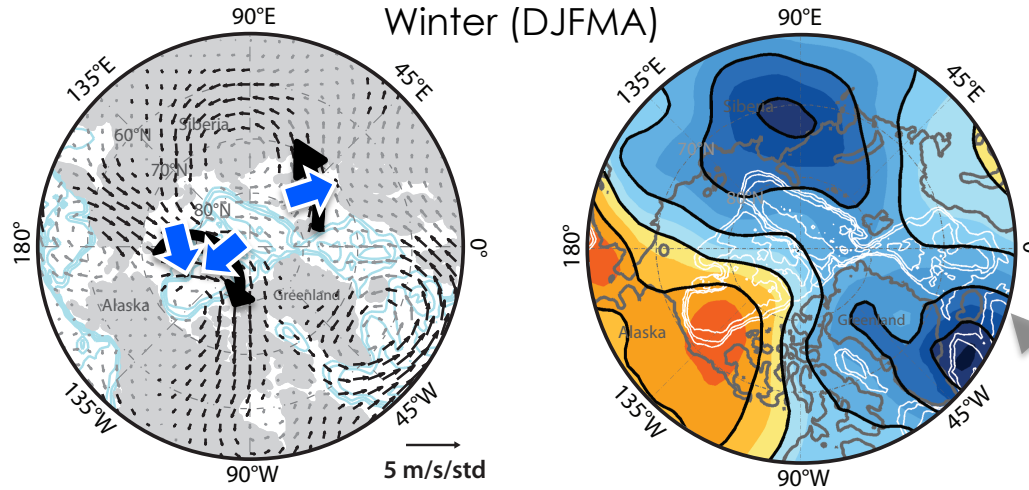 Winter (DJFMA)
90°E
135°E
45°E
Siberia
60°N
70°N
80°N
180°
0°
Alaska
Greenland
135°W
45°W
90°W
5 m/s/std
90°E
135°E
45°E
Siberia
70°N
180°
0
Alaska
Greenland
135°W
45°W
90°W